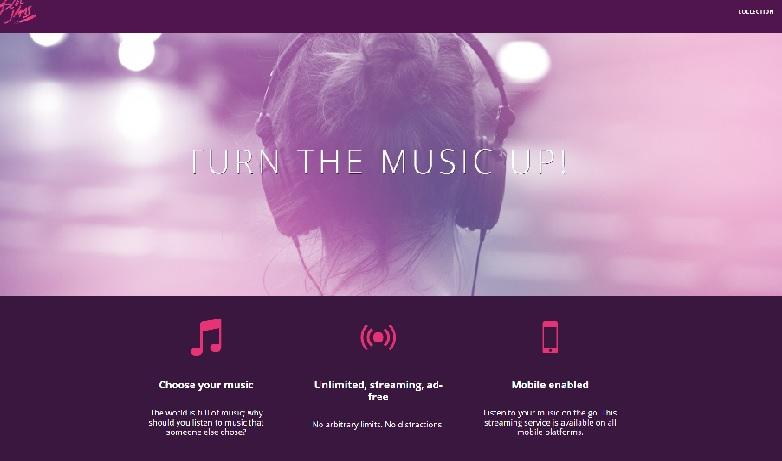 COLLECTION
TURN THE MUSIC UP!
Choose your music
Unlimited, streaming, ad-
free
Mobile enabled
The world is full of music; why
should you listen to music that
someone else chose?
No arbitrary limits. No distractions.
Listen to your music on the go. This
streaming service is available on all
mobile platforms.